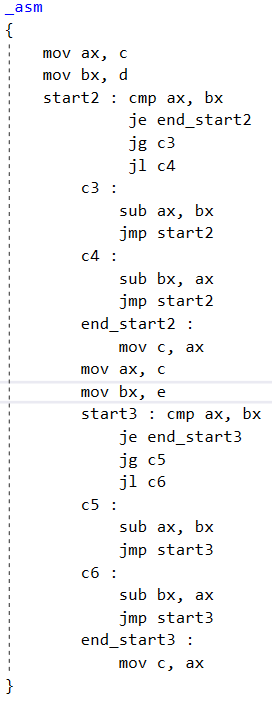 _asm
{
mov ax, c
mov bx, d
start2 : cmp ax, bx
je end_start2
jg c3
jl c4
c3 :
sub ax, bx
jmp start2
c4 :
sub bx, ax
jmp start2
end_start2 :
mov c, ax
mov ax, c
mov bx, e
start3 : cmp ax, bx
je end_start3
jg c5
jl c6
c5 :
sub ax, bx
jmp start3
c6 :
sub bx, ax
jmp start3
end_start3 :
mov c, ax
}